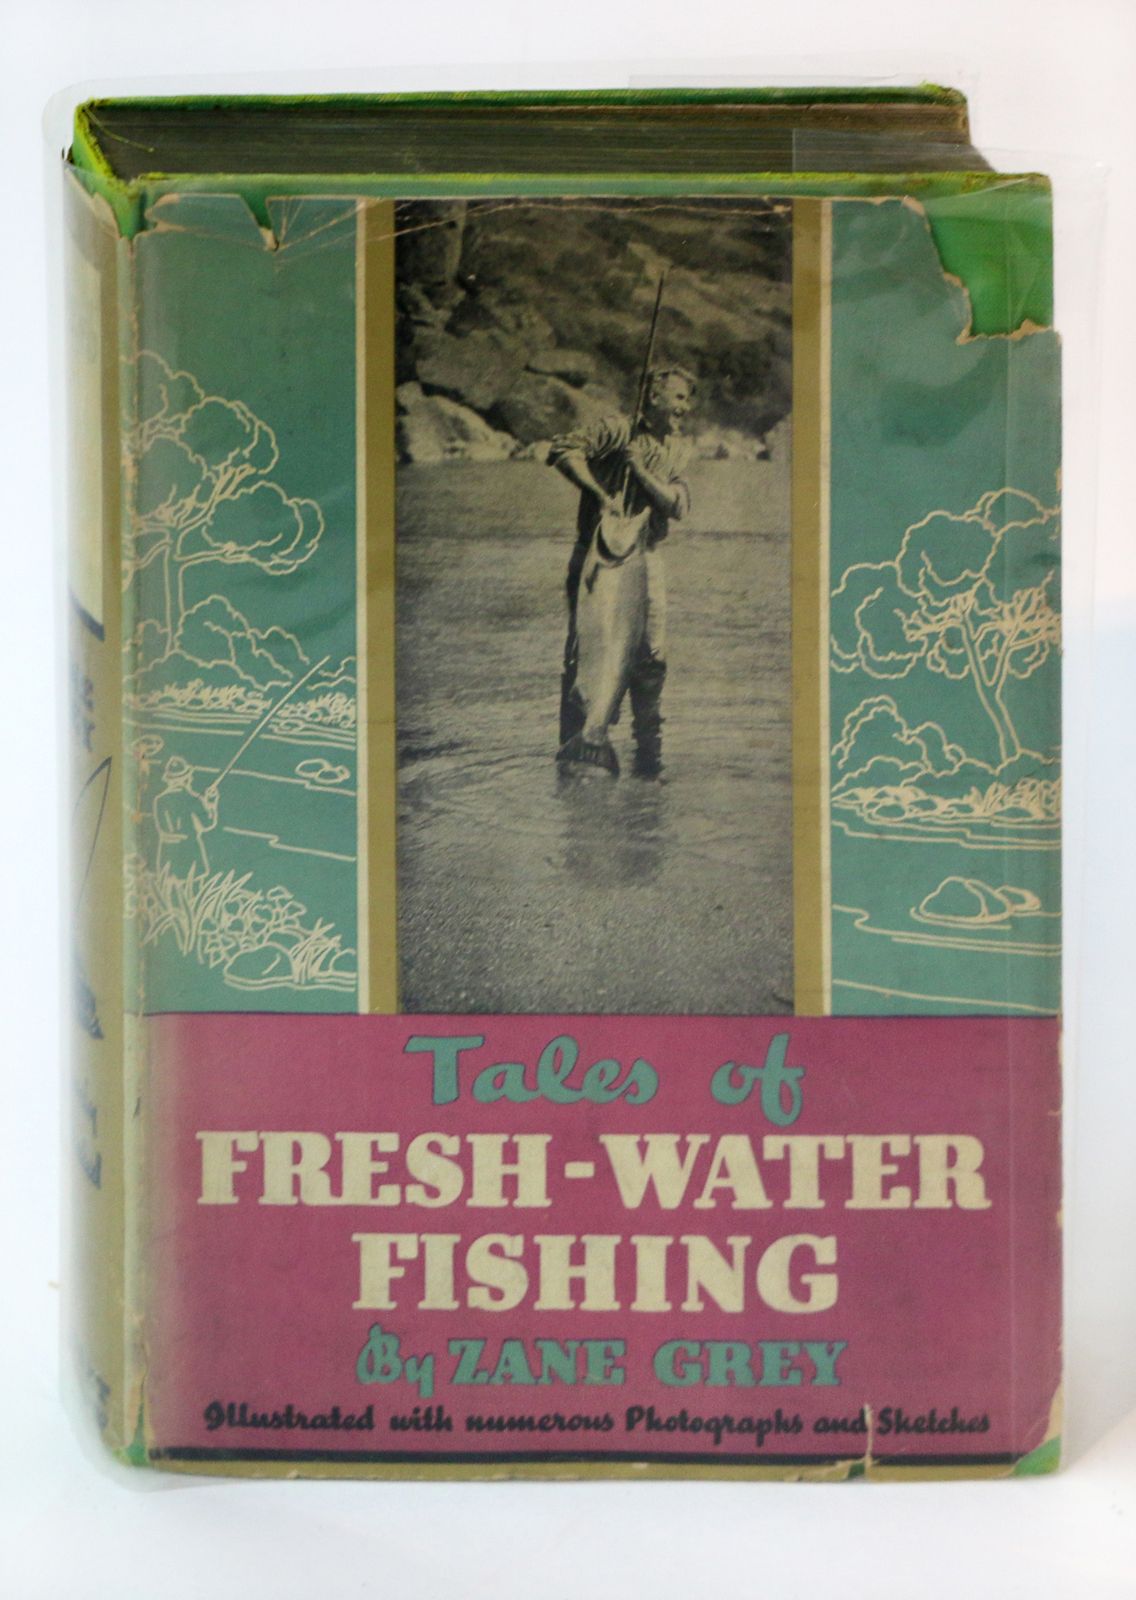 Tales of
FRESH-WATER
FISHING
By ZANE GREY
Illustrated with numerous Photographs and Sketches